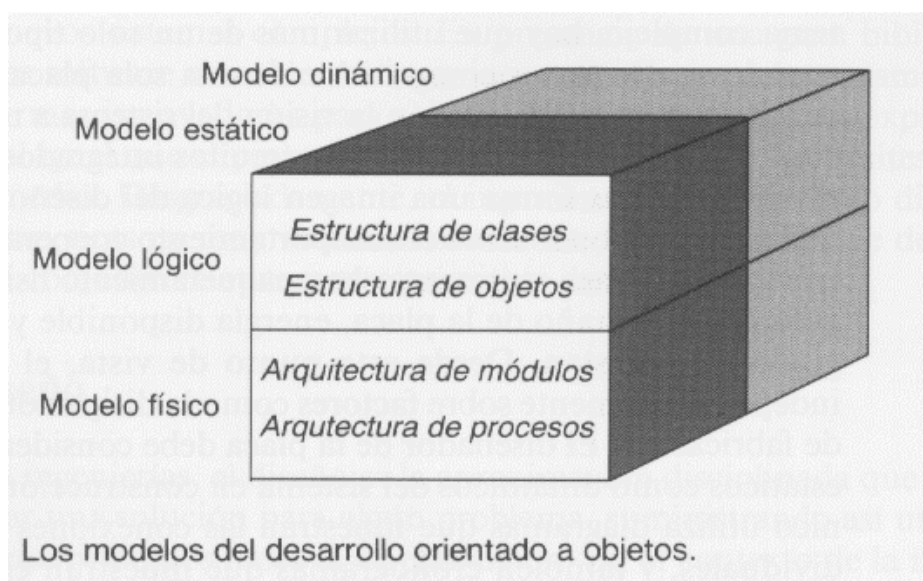 Modelo dinámico
Modelo estático
Estructura de clases
Modelo lógico
Estructura de objetos
Arquitectura de módulos
Modelo físico
Arqutectura de procesos
Los modelos del desarrollo orientado a objetos.